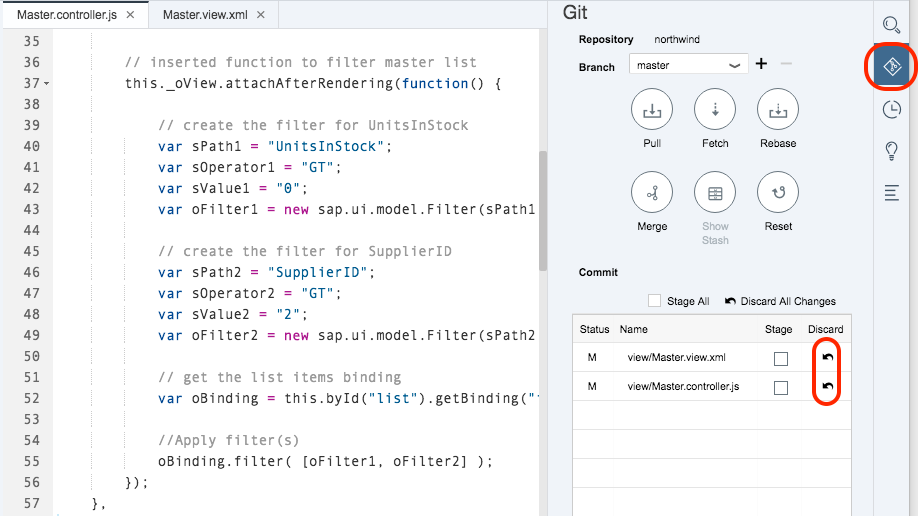 Master.controller.js ×
Master.view.xml ×
35
36 // inserted function to filter master list
37 this._oView.attachAfterRendering(function() {
38
39 // create the filter for UnitsInStock
40 var sPath1 = "UnitsInStock";
41 var sOperator1 = "GT";
42 var sValue1 = "0";
43 var oFilter1 = new sap.ui.model.Filter(sPath1
44
45 // create the filter for SupplierID
46 var sPath2 = "SupplierID";
47 var sOperator2 = "GT";
48 var sValue2 = "2";
49 var oFilter2 = new sap.ui.model.Filter(sPath2
50
51 // get the list items binding
52 var oBinding = this.byId("list").getBinding("
53
54 //Apply filter(s)
55 oBinding.filter( [oFilter1, oFilter2] );
56 });
57 },
Git
Repository northwind
Branch master + −
Pull Fetch Rebase
Merge Show Stash Reset
Commit
Stage All Discard All Changes
Status Name Stage Discard
M view/Master.view.xml
M view/Master.controller.js